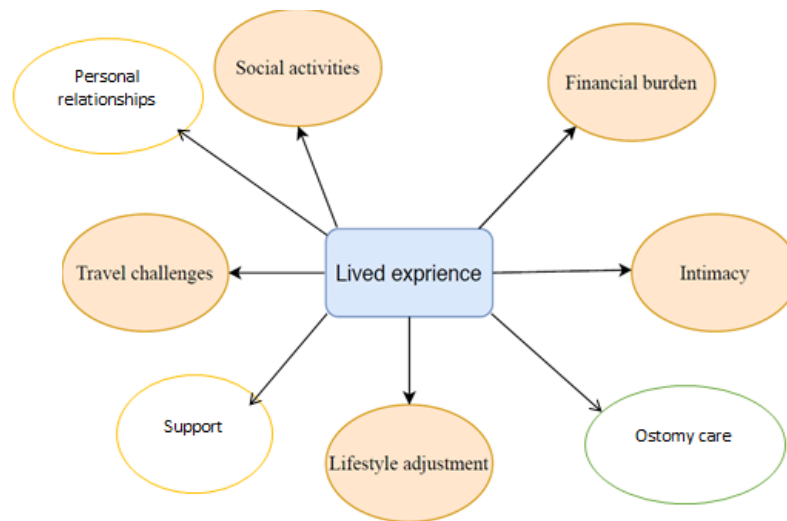 Personal
relationships
Social activities
Financial burden
Travel challenges
Lived exprience
Intimacy
Support
Lifestyle adjustment
Ostomy care